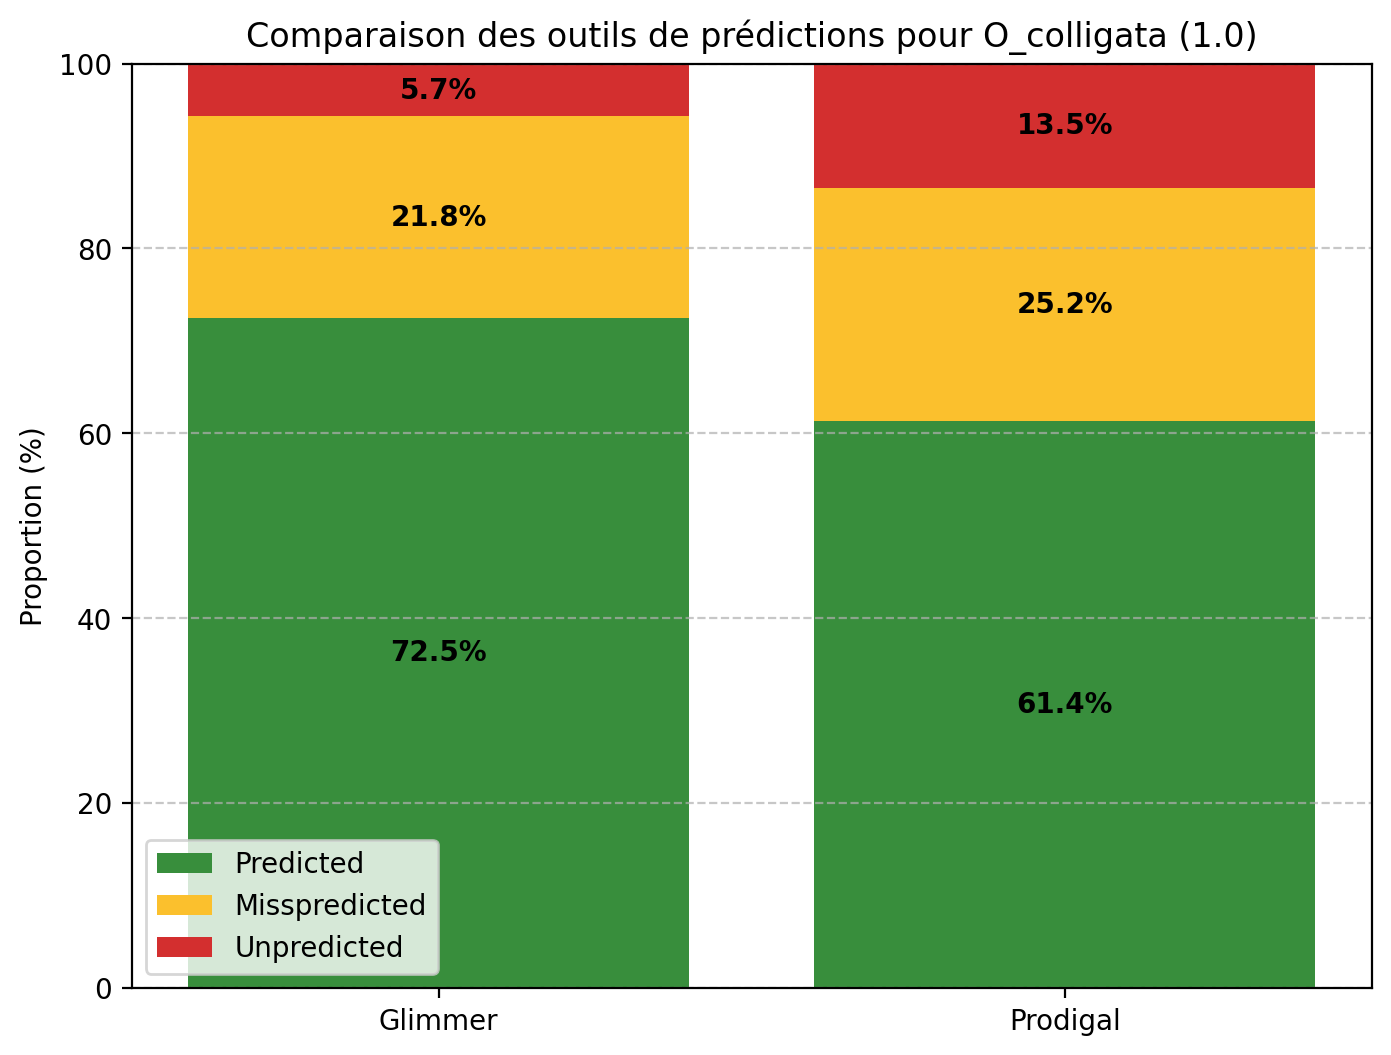 Comparaison des outils de prédictions pour O_colligata (1.0)
100
80
60
40
20
0
Proportion (%)
5.7%
21.8%
72.5%
13.5%
25.2%
61.4%
Predicted
Misspredicted
Unpredicted
Glimmer
Prodigal